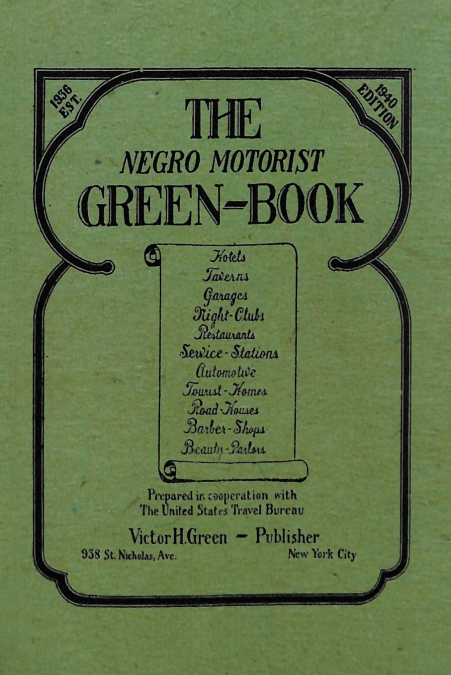 1936
EST.
1940
EDITION
THE
NEGRO MOTORIST
GREEN-BOOK
Hotels
Taverns
Garages
Night-Clubs
Restaurants
Service-Stations
Automotive
Tourist-Homes
Road-Houses
Barber-Shops
Beauty-Parlors
Prepared in cooperation with
The United States Travel Bureau
Victor H. Green - Publisher
938 St. Nicholas, Ave. New York City